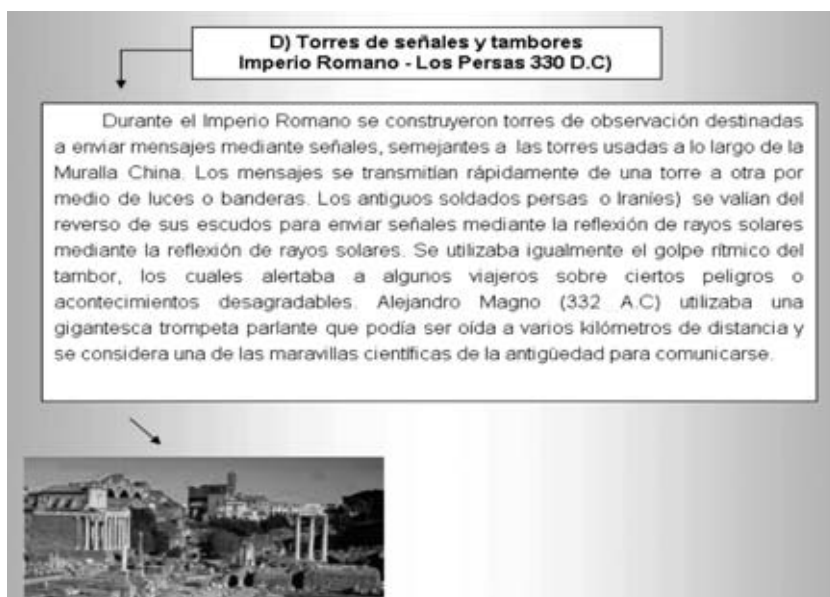 D) Torres de señales y tambores
Imperio Romano - Los Persas 330 D.C)
Durante el Imperio Romano se construyeron torres de observación destinadas
a enviar mensajes mediante señales, semejantes a las torres usadas a lo largo de la
Muralla China. Los mensajes se transmitían rápidamente de una torre a otra por
medio de luces o banderas. Los antiguos soldados persas o Iraníes) se valían del
reverso de sus escudos para enviar señales mediante la reflexión de rayos solares
mediante la reflexión de rayos solares. Se utilizaba igualmente el golpe rítmico del
tambor, los cuales alertaba a algunos viajeros sobre ciertos peligros o
acontecimientos desagradables. Alejandro Magno (332 A.C) utilizaba una
gigantesca trompeta parlante que podía ser oída a varios kilómetros de distancia y
se considera una de las maravillas científicas de la antigüedad para comunicarse.